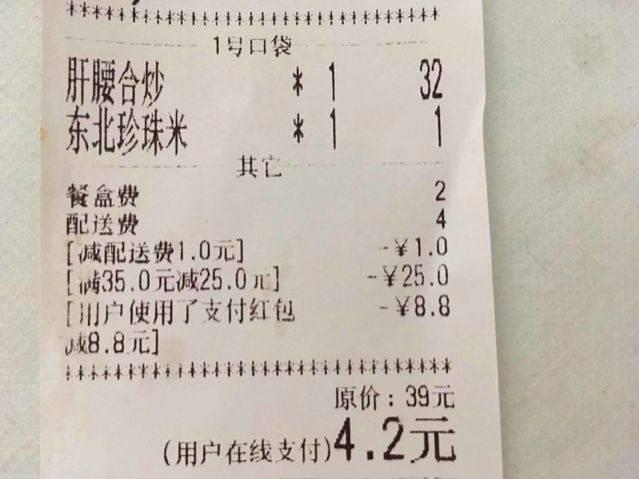 ********************************
1号口袋
肝腰合炒 * 1 32
东北珍珠米 * 1 1
其它
餐盒费 2
配送费 4
[减配送费1.0元] -¥1.0
[满35.0元减25.0元] -¥25.0
[用户使用了支付红包 -¥8.8
减8.8元]
********************************
原价：39元
(用户在线支付)4.2元